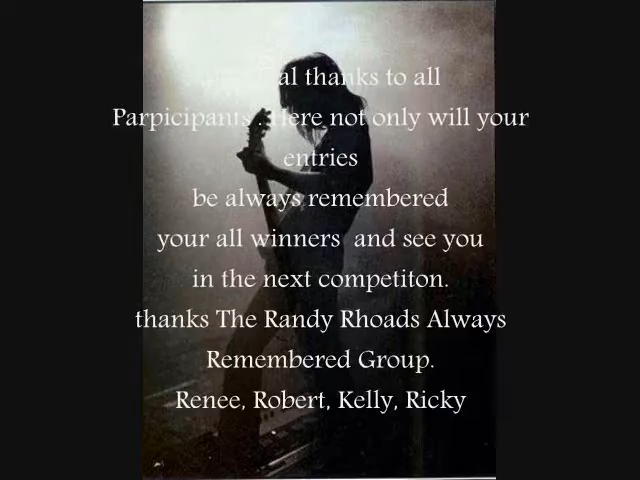 al thanks to all
Parpicipants . Here not only will your
entries
be always remembered
your all winners  and see you
in the next competiton.
thanks The Randy Rhoads Always
Remembered Group.
Renee, Robert, Kelly, Ricky